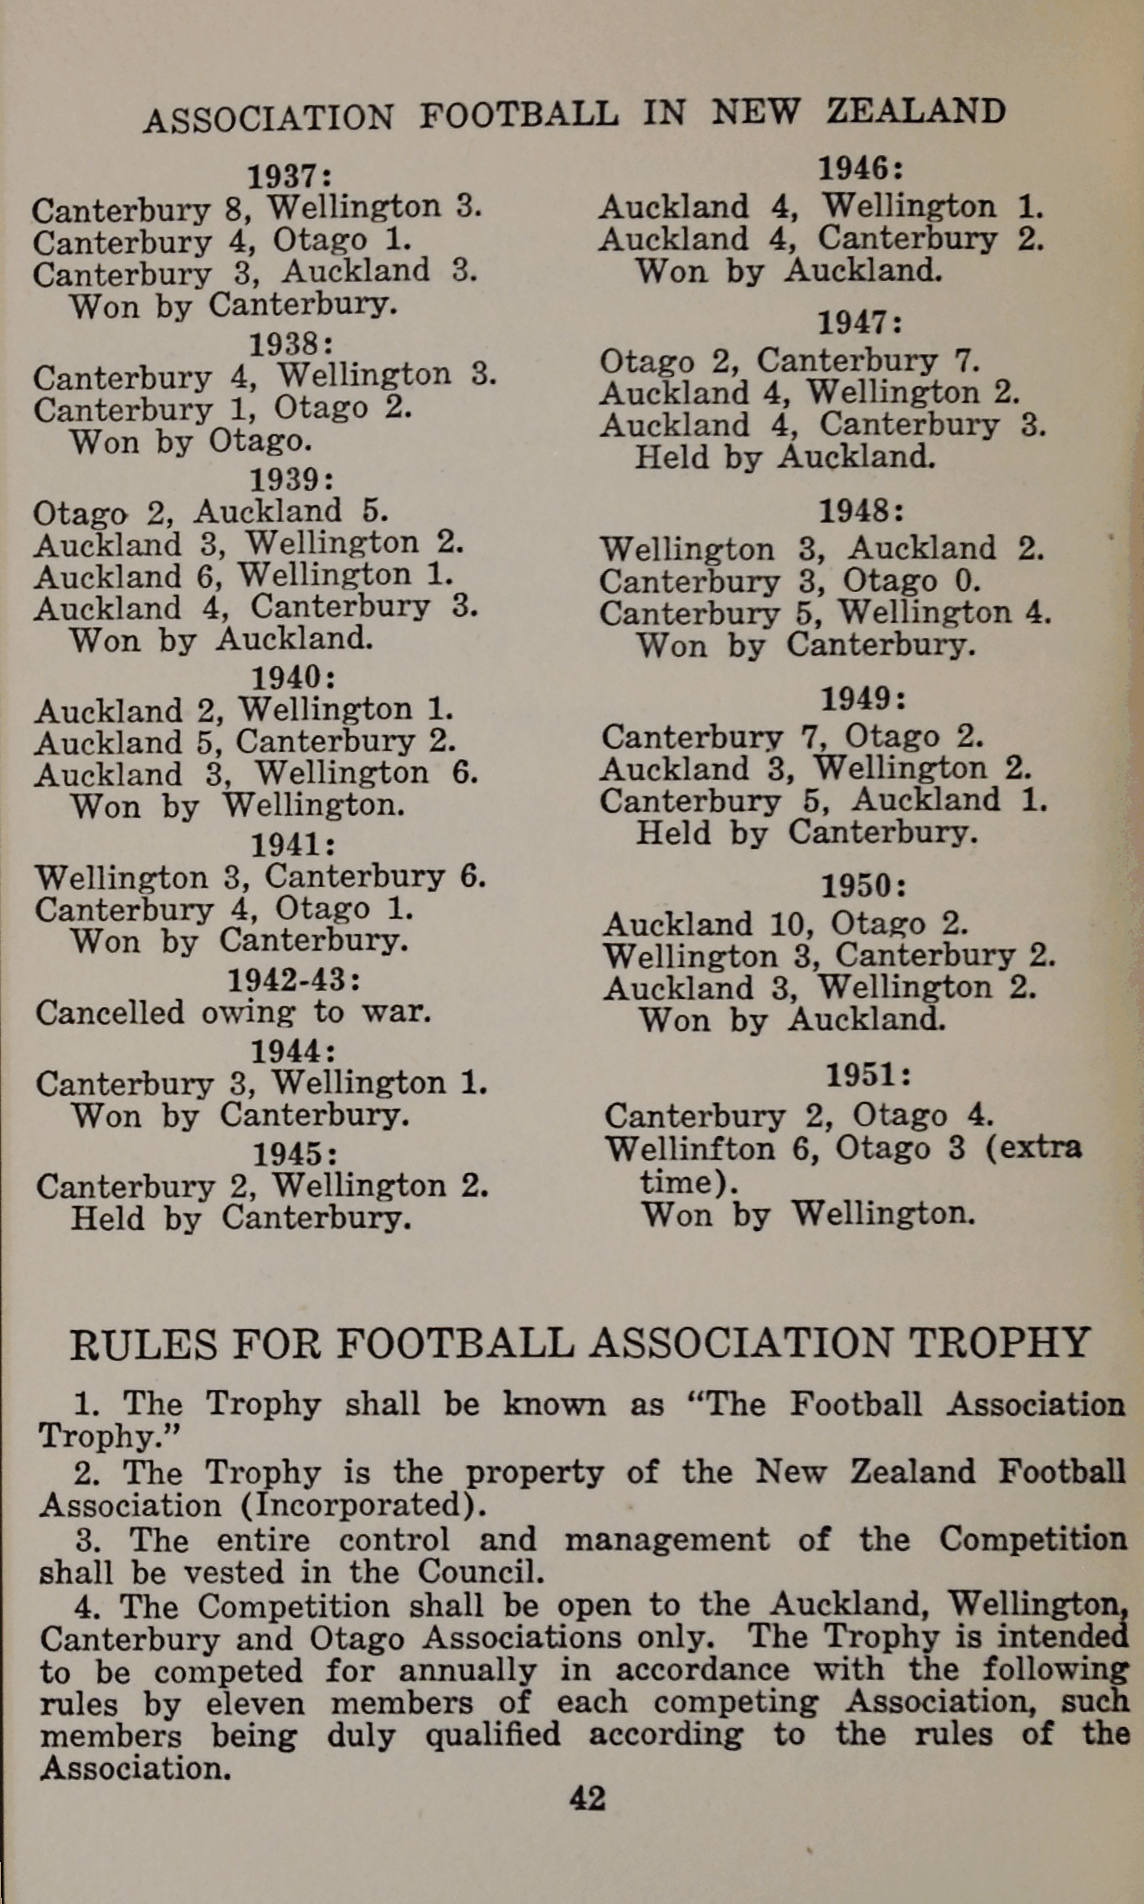 ASSOCIATION FOOTBALL IN NEW ZEALAND
1937:
Canterbury 8, Wellington 3.
Canterbury 4, Otago 1.
Canterbury 3, Auckland 3.
Won by Canterbury.
1938:
Canterbury 4, Wellington 3.
Canterbury 1, Otago 2.
Won by Otago.
1939:
Otago 2, Auckland 5.
Auckland 3, Wellington 2.
Auckland 6, Wellington 1.
Auckland 4, Canterbury 3.
Won by Auckland.
1940:
Auckland 2, Wellington 1.
Auckland 5, Canterbury 2.
Auckland 3, Wellington 6.
Won by Wellington.
1941:
Wellington 3, Canterbury 6.
Canterbury 4, Otago 1.
Won by Canterbury.
1942-43:
Cancelled owing to war.
1944:
Canterbury 3, Wellington 1.
Won by Canterbury.
1945:
Canterbury 2, Wellington 2.
Held by Canterbury.
1946:
Auckland 4, Wellington 1.
Auckland 4, Canterbury 2.
Won by Auckland.
1947:
Otago 2, Canterbury 7.
Auckland 4, Wellington 2.
Auckland 4, Canterbury 3.
Held by Auckland.
1948:
Wellington 3, Auckland 2.
Canterbury 3, Otago 0.
Canterbury 5, Wellington 4.
Won by Canterbury.
1949:
Canterbury 7, Otago 2.
Auckland 3, Wellington 2.
Canterbury 5, Auckland 1.
Held by Canterbury.
1950:
Auckland 10, Otago 2.
Wellington 3, Canterbury 2.
Auckland 3, Wellington 2.
Won by Auckland.
1951:
Canterbury 2, Otago 4.
Wellinfton 6, Otago 3 (extra
time).
Won by Wellington.
RULES FOR FOOTBALL ASSOCIATION TROPHY
1. The Trophy shall be known as "The Football Association
Trophy."
2. The Trophy is the property of the New Zealand Football
Association (Incorporated).
3. The entire control and management of the Competition
shall be vested in the Council.
4. The Competition shall be open to the Auckland, Wellington,
Canterbury and Otago Associations only. The Trophy is intended
to be competed for annually in accordance with the following
rules by eleven members of each competing Association, such
members being duly qualified according to the rules of the
Association.
42